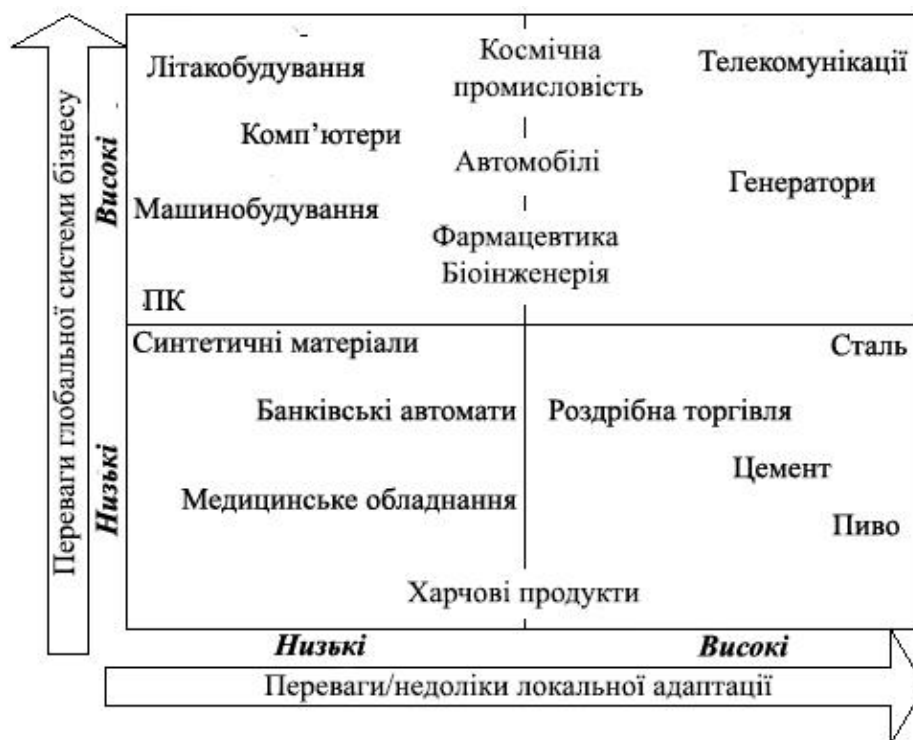 Переваги глобальної системи бізнесу
Високі
Низькі
Літакобудування
Космічна
промисловість
Телекомунікації
Комп’ютери
Автомобілі
Генератори
Машинобудування
Фармацевтика
Біоінженерія
ПК
Синтетичні матеріали
Сталь
Банківські автомати
Роздрібна торгівля
Цемент
Медицинське обладнання
Пиво
Харчові продукти
Низькі
Високі
Переваги/недоліки локальної адаптації